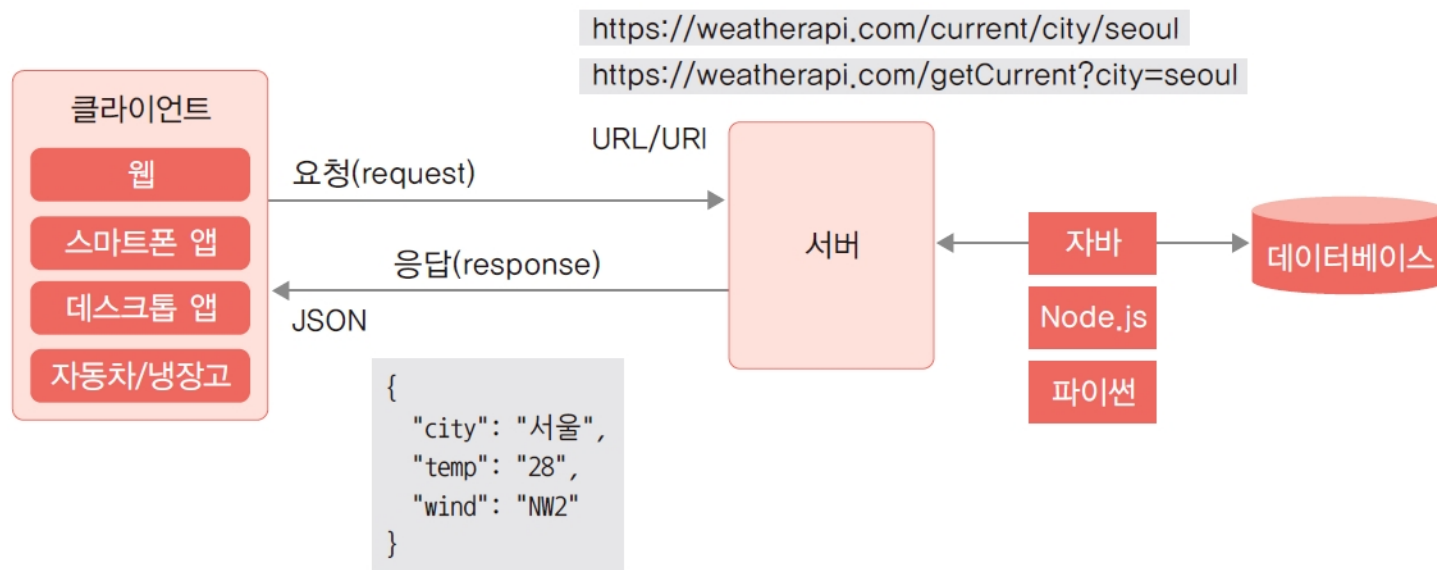 https://weatherapi.com/current/city/seoul
https://weatherapi.com/getCurrent?city=seoul
클라이언트
웹
스마트폰 앱
데스크톱 앱
자동차/냉장고
URL/URI
요청(request)
응답(response)
JSON
{
"city": "서울",
"temp": "28",
"wind": "NW2"
}
서버
자바
Node.js
파이썬
데이터베이스